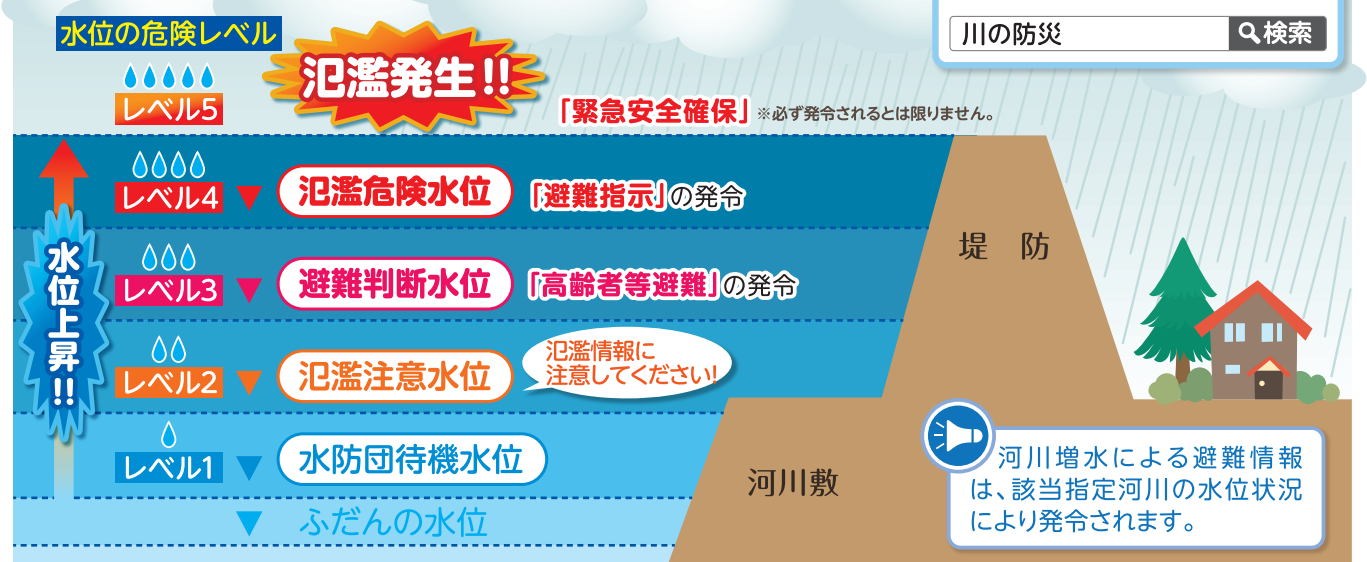 水位の危険レベル
川の防災
検索
レベル5
氾濫発生!!
「緊急安全確保」 ※必ず発令されるとは限りません。
レベル4
氾濫危険水位
「避難指示」の発令
レベル3
避難判断水位
「高齢者等避難」の発令
レベル2
氾濫注意水位
氾濫情報に
注意してください!
レベル1
水防団待機水位
ふだんの水位
水位上昇!!
堤 防
河川敷
河川増水による避難情報
は、該当指定河川の水位状況
により発令されます。